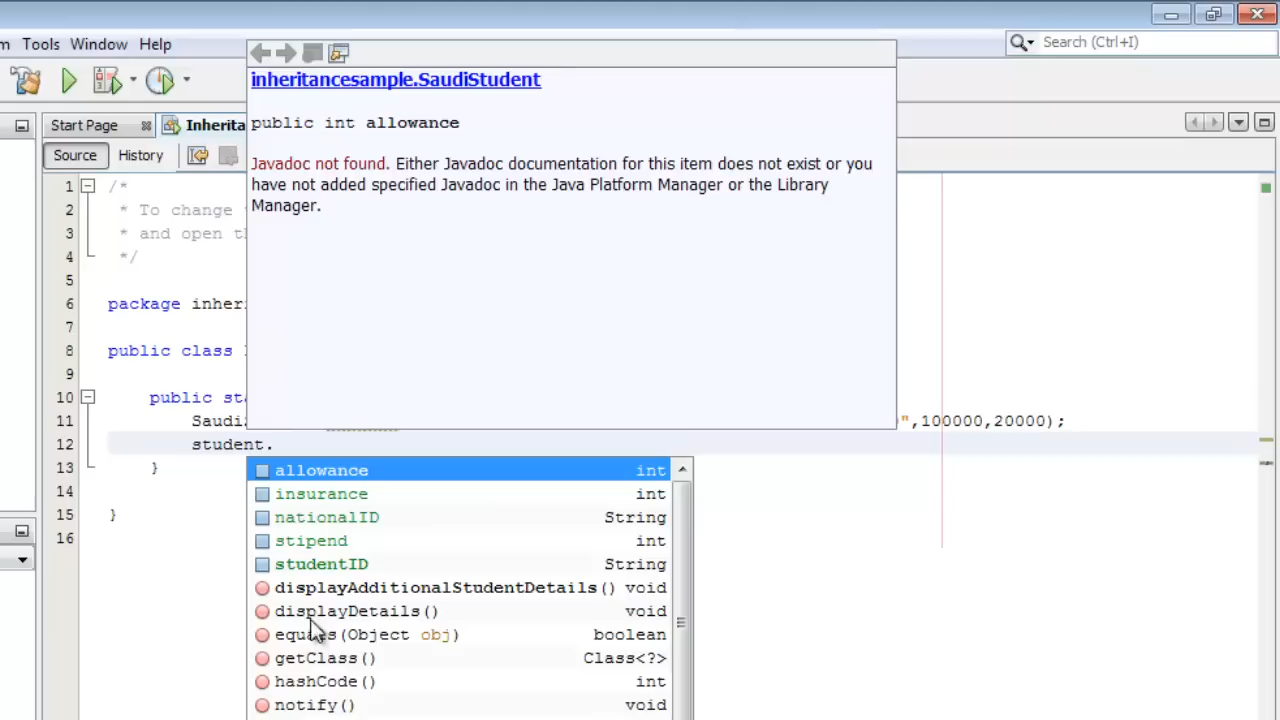 m Tools Window Help
Search (Ctrl+I)
inheritancesample.SaudiStudent
public int allowance
Javadoc not found. Either Javadoc documentation for this item does not exist or you
have not added specified Javadoc in the Java Platform Manager or the Library
Manager.
Start Page Inherita
Source History
1 /*
2 * To change
3 * and open th
4 */
5
6 package inher
7
8 public class
9
10 public sta
11 Saudi ",100000,20000);
12 student.
13 }
14
15 }
16
allowance int
insurance int
nationalID String
stipend int
studentID String
displayAdditionalStudentDetails() void
displayDetails() void
equals(Object obj) boolean
getClass() Class<?>
hashCode() int
notify() void